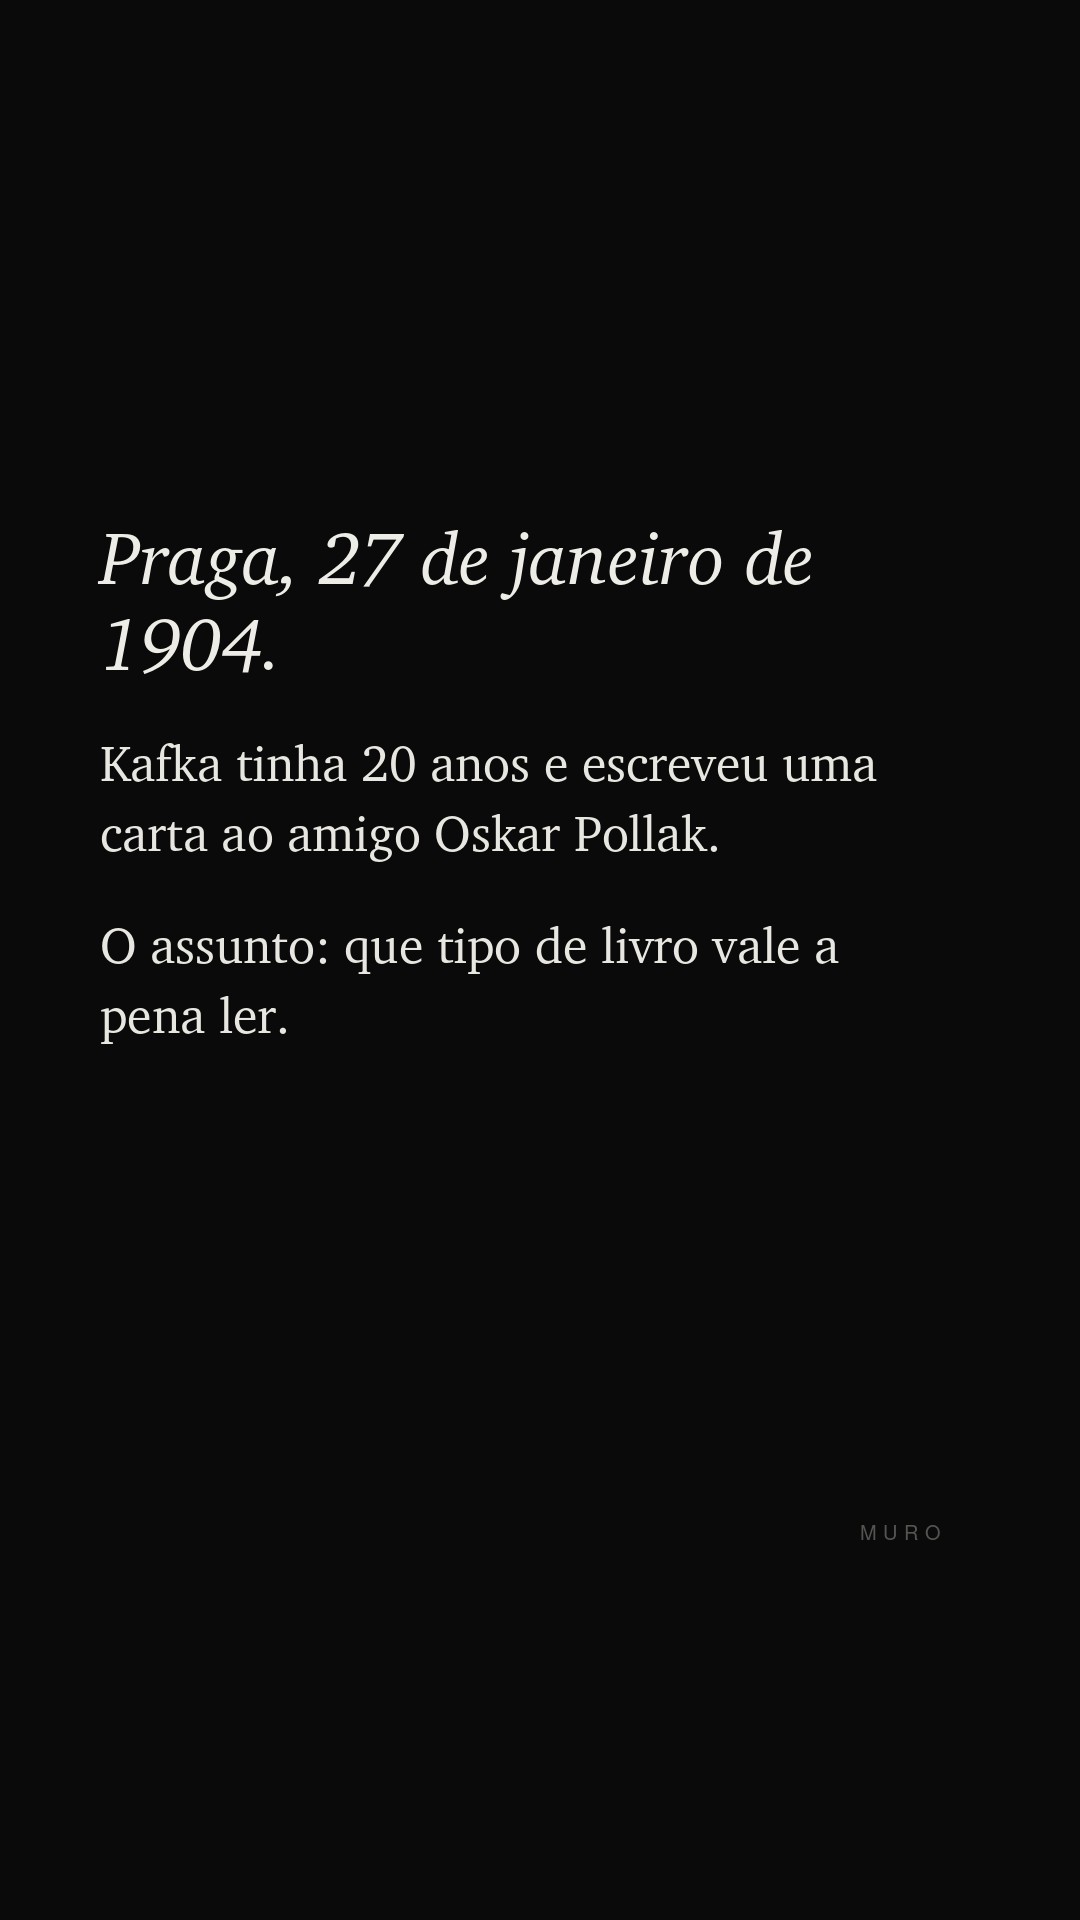 Praga, 27 de janeiro de
1904.
Kafka tinha 20 anos e escreveu uma
carta ao amigo Oskar Pollak.
O assunto: que tipo de livro vale a
pena ler.
MURO